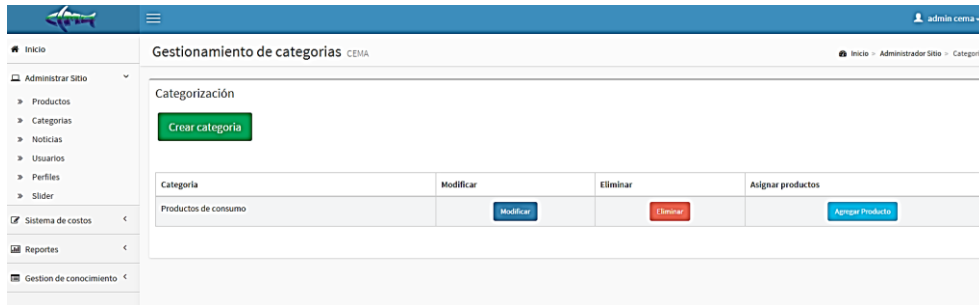 admin cema
Inicio
Administrar Sitio
Productos
Categorias
Noticias
Usuarios
Perfiles
Slider
Sistema de costos
Reportes
Gestion de conocimiento
Gestionamiento de categorias CEMA
Inicio > Administrador Sitio > Categori
Categorización
Crear categoria
Categoria Modificar Eliminar Asignar productos
Productos de consumo Modificar Eliminar Agregar Producto